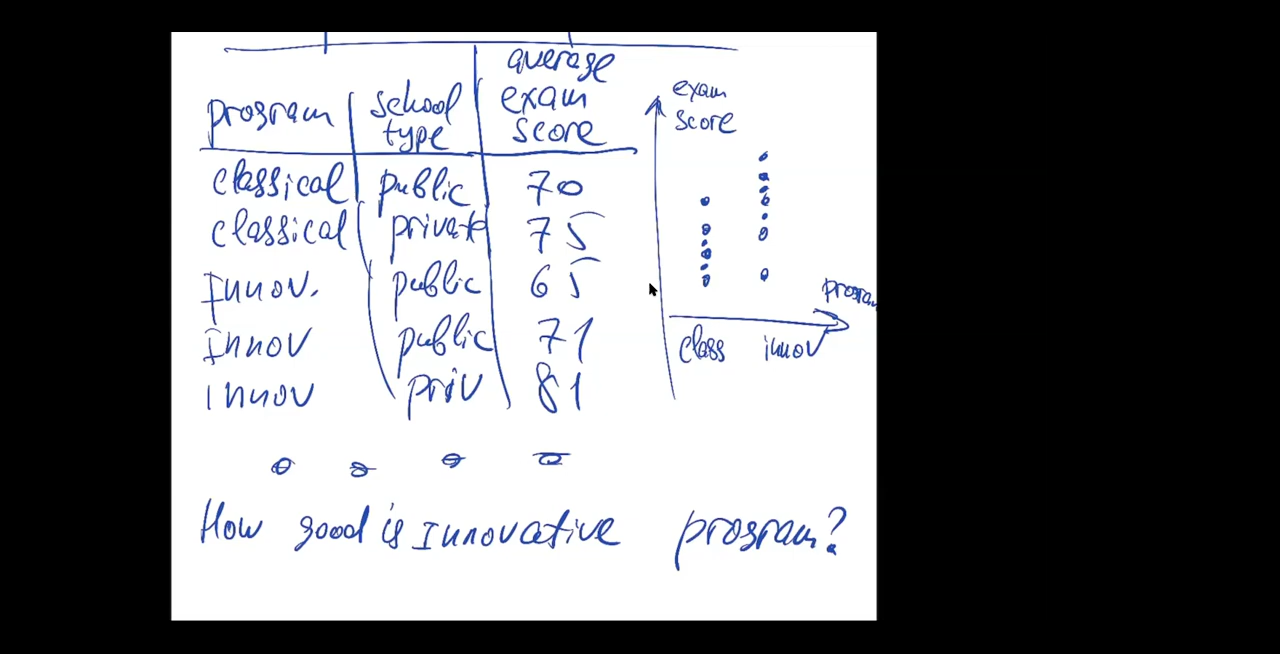 program | school type | average exam score
classical | public | 70
classical | private | 75
Innov. | public | 65
Innov | public | 71
innov | priv | 81
How good is Innovative program?
exam score
program
class innov